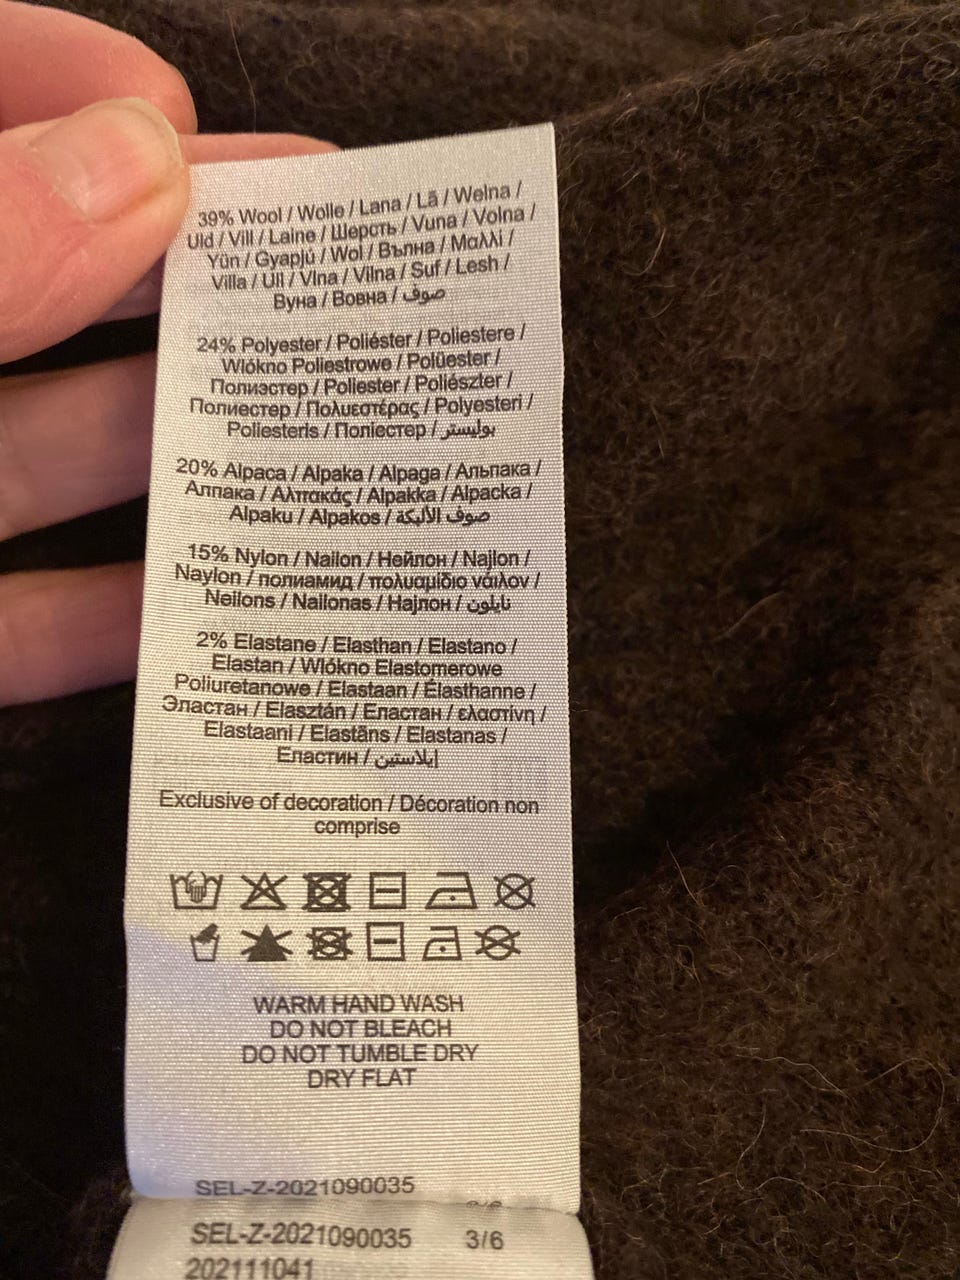 39% Wool / Wolle / Lana / Lã / Wełna /
Uld / Vill / Laine / Шерсть / Vuna / Volna /
Yün / Gyapjú / Wol / Вълна / Μαλλί /
Villa / Ull / Vlna / Vilna / Suf / Lesh /
Вуна / Вовна / صوف
24% Polyester / Poliéster / Poliestere /
Włókno Poliestrowe / Polüester /
Полиэстер / Poliester / Poliészter /
Полиестер / Πολυεστέρας / Polyesteri /
Poliesteris / Поліестер / بوليستر
20% Alpaca / Alpaka / Alpaga / Альпака /
Алпака / Αλπακάς / Alpakka / Alpacka /
Alpaku / Alpakos / صوف الألبكة
15% Nylon / Nailon / Нейлон / Najlon /
Naylon / полиамид / πολυαμίδιο νάιλον /
Neilons / Nailonas / Најлон / نايلون
2% Elastane / Elasthan / Elastano /
Elastan / Włókno Elastomerowe
Poliuretanowe / Elastaan / Élasthanne /
Эластан / Elasztán / Еластан / ελαστίνη /
Elastaani / Elastāns / Elastanas /
Еластин / إيلاستين
Exclusive of decoration / Décoration non
comprise
WARM HAND WASH
DO NOT BLEACH
DO NOT TUMBLE DRY
DRY FLAT
SEL-Z-2021090035
SEL-Z-2021090035 3/6
202111041